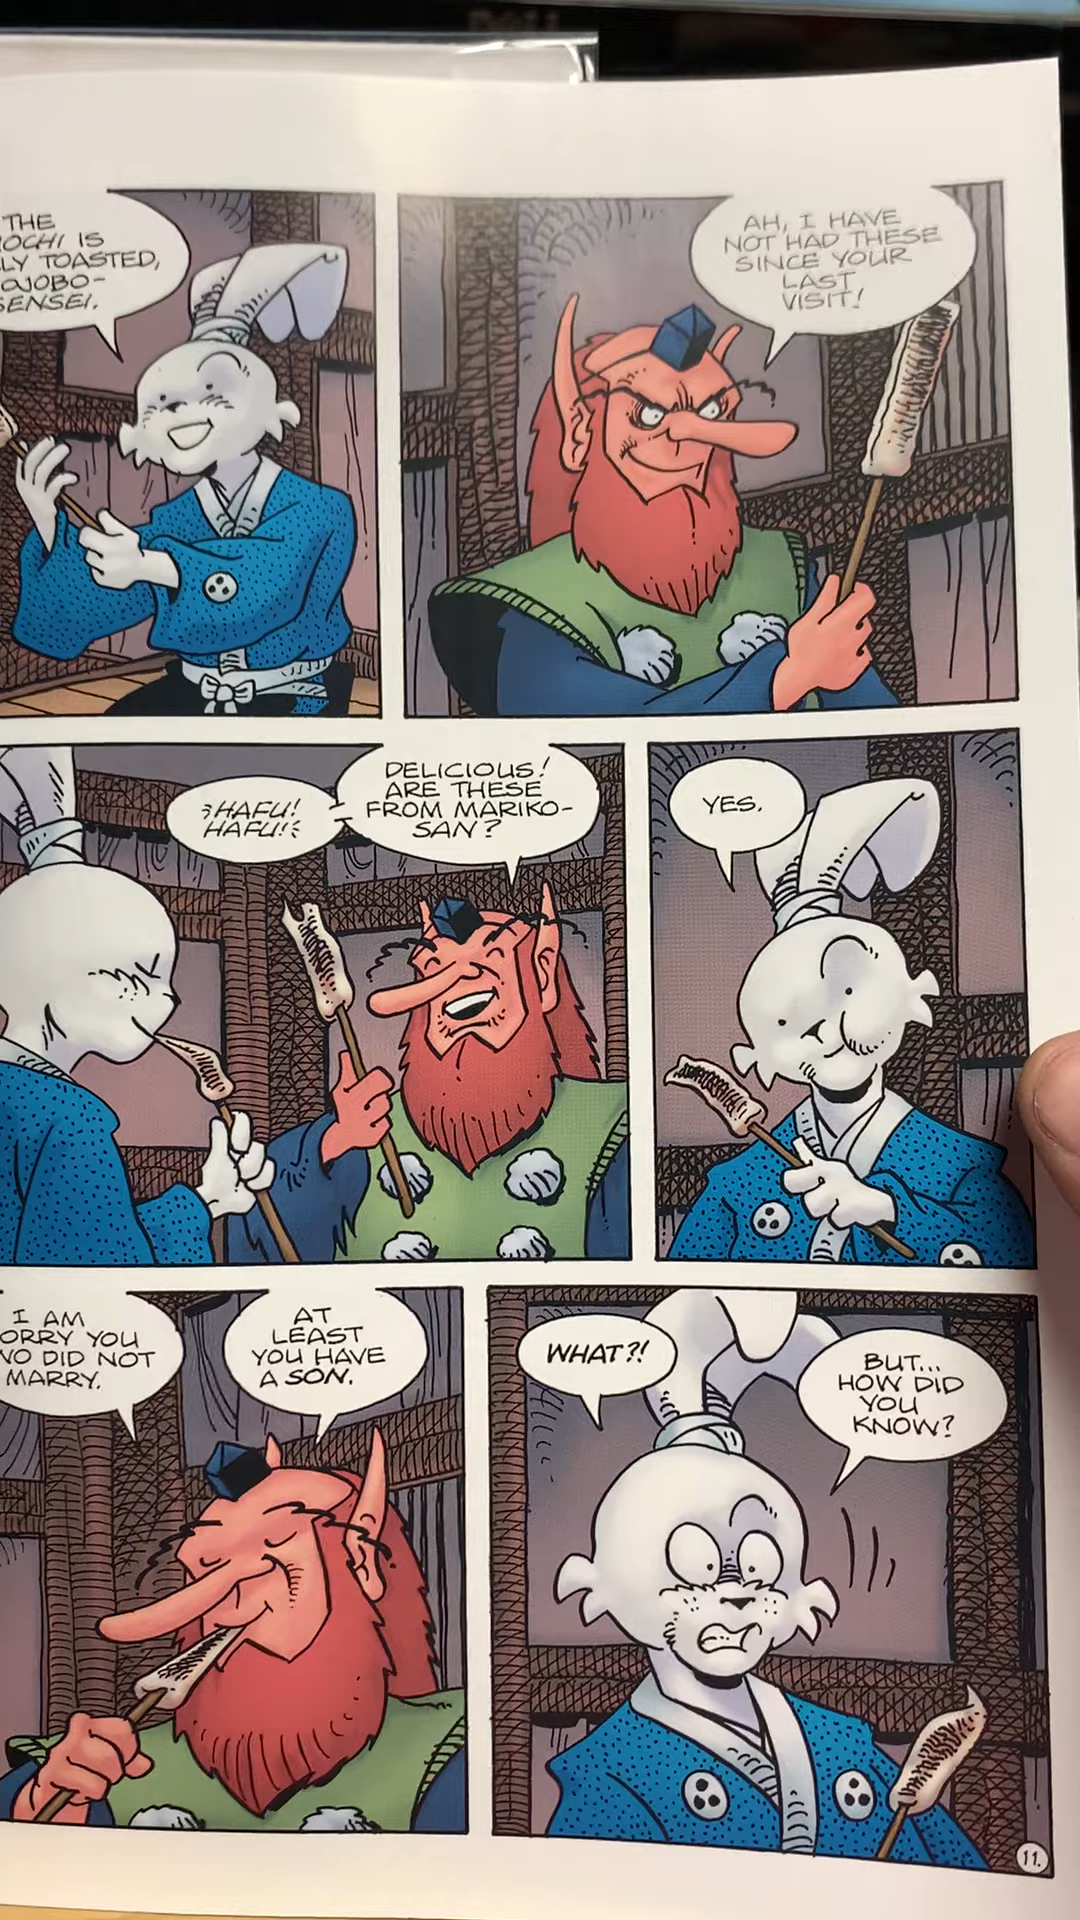 THE
OCHI IS
LY TOASTED,
OJOBO-
SENSEI.
AH, I HAVE
NOT HAD THESE
SINCE YOUR
LAST
VISIT!
HAFU!
HAFU!
DELICIOUS!
ARE THESE
FROM MARIKO-
SAN?
YES.
I AM
ORRY YOU
WO DID NOT
MARRY.
AT
LEAST
YOU HAVE
A SON.
WHAT?!
BUT...
HOW DID
YOU
KNOW?
11.